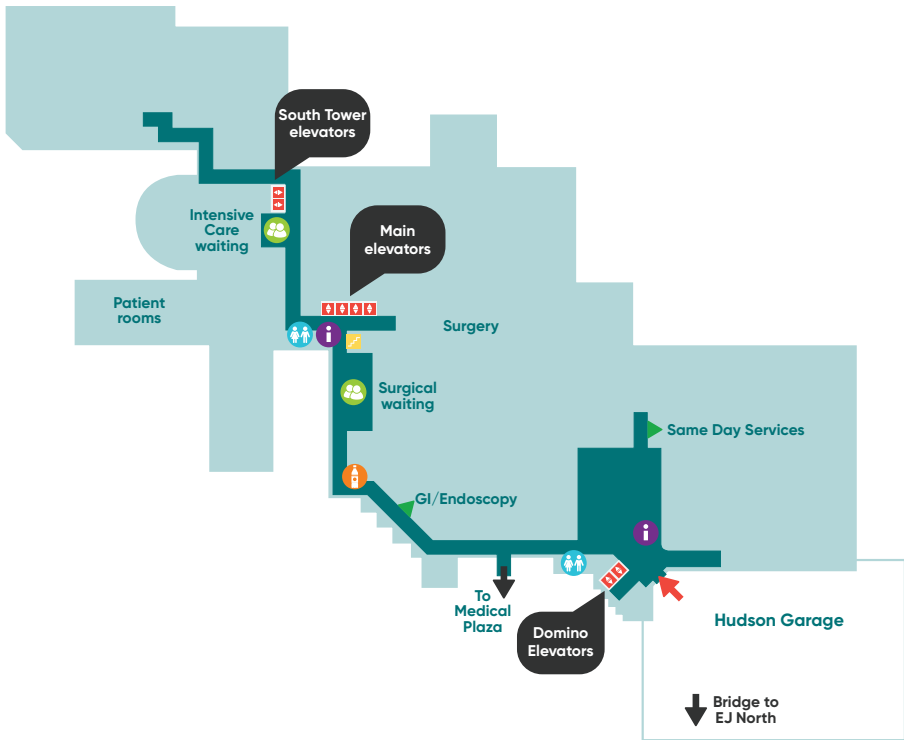 South Tower
elevators
Intensive
Care
waiting
Main
elevators
Patient
rooms
Surgery
Surgical
waiting
Same Day Services
GI/Endoscopy
To
Medical
Plaza
Domino
Elevators
Hudson Garage
Bridge to
EJ North